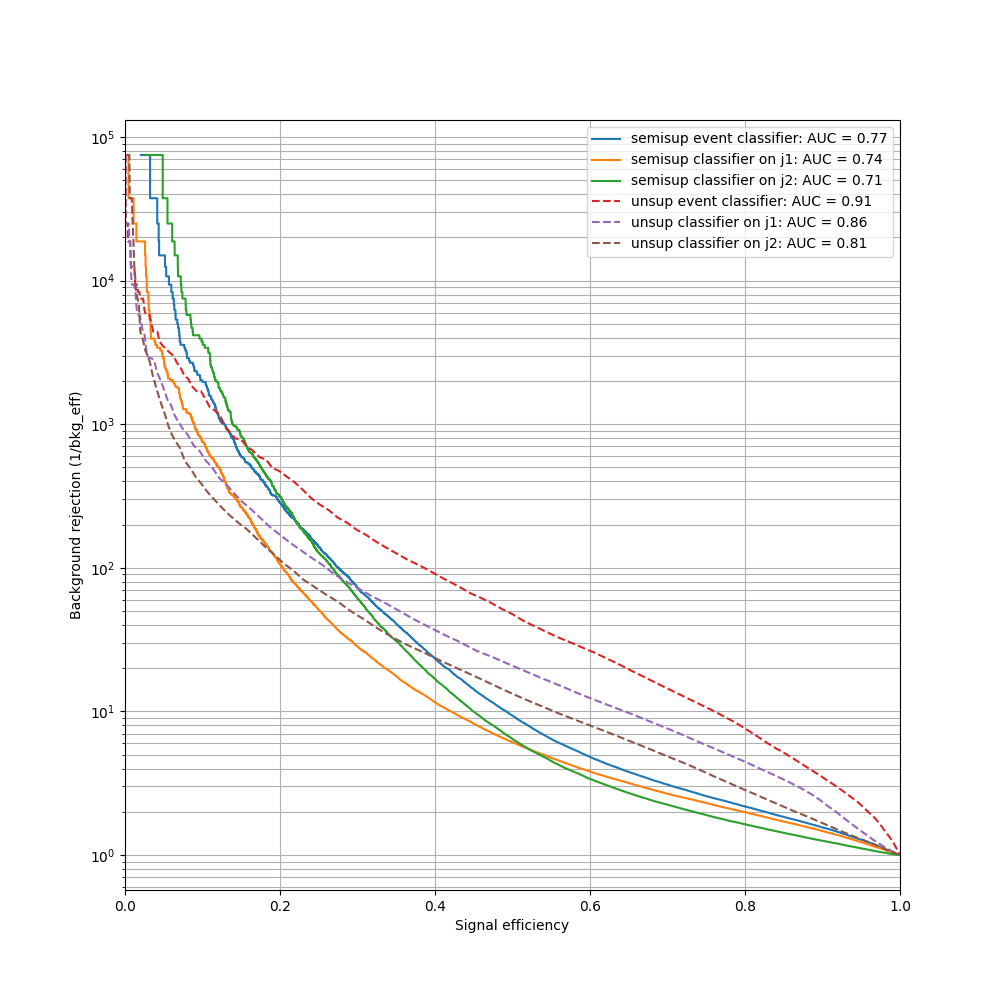 semisup event classifier: AUC = 0.77
semisup classifier on j1: AUC = 0.74
semisup classifier on j2: AUC = 0.71
unsup event classifier: AUC = 0.91
unsup classifier on j1: AUC = 0.86
unsup classifier on j2: AUC = 0.81
Background rejection (1/bkg_eff)
10^5
10^4
10^3
10^2
10^1
10^0
0.0 0.2 0.4 0.6 0.8 1.0
Signal efficiency